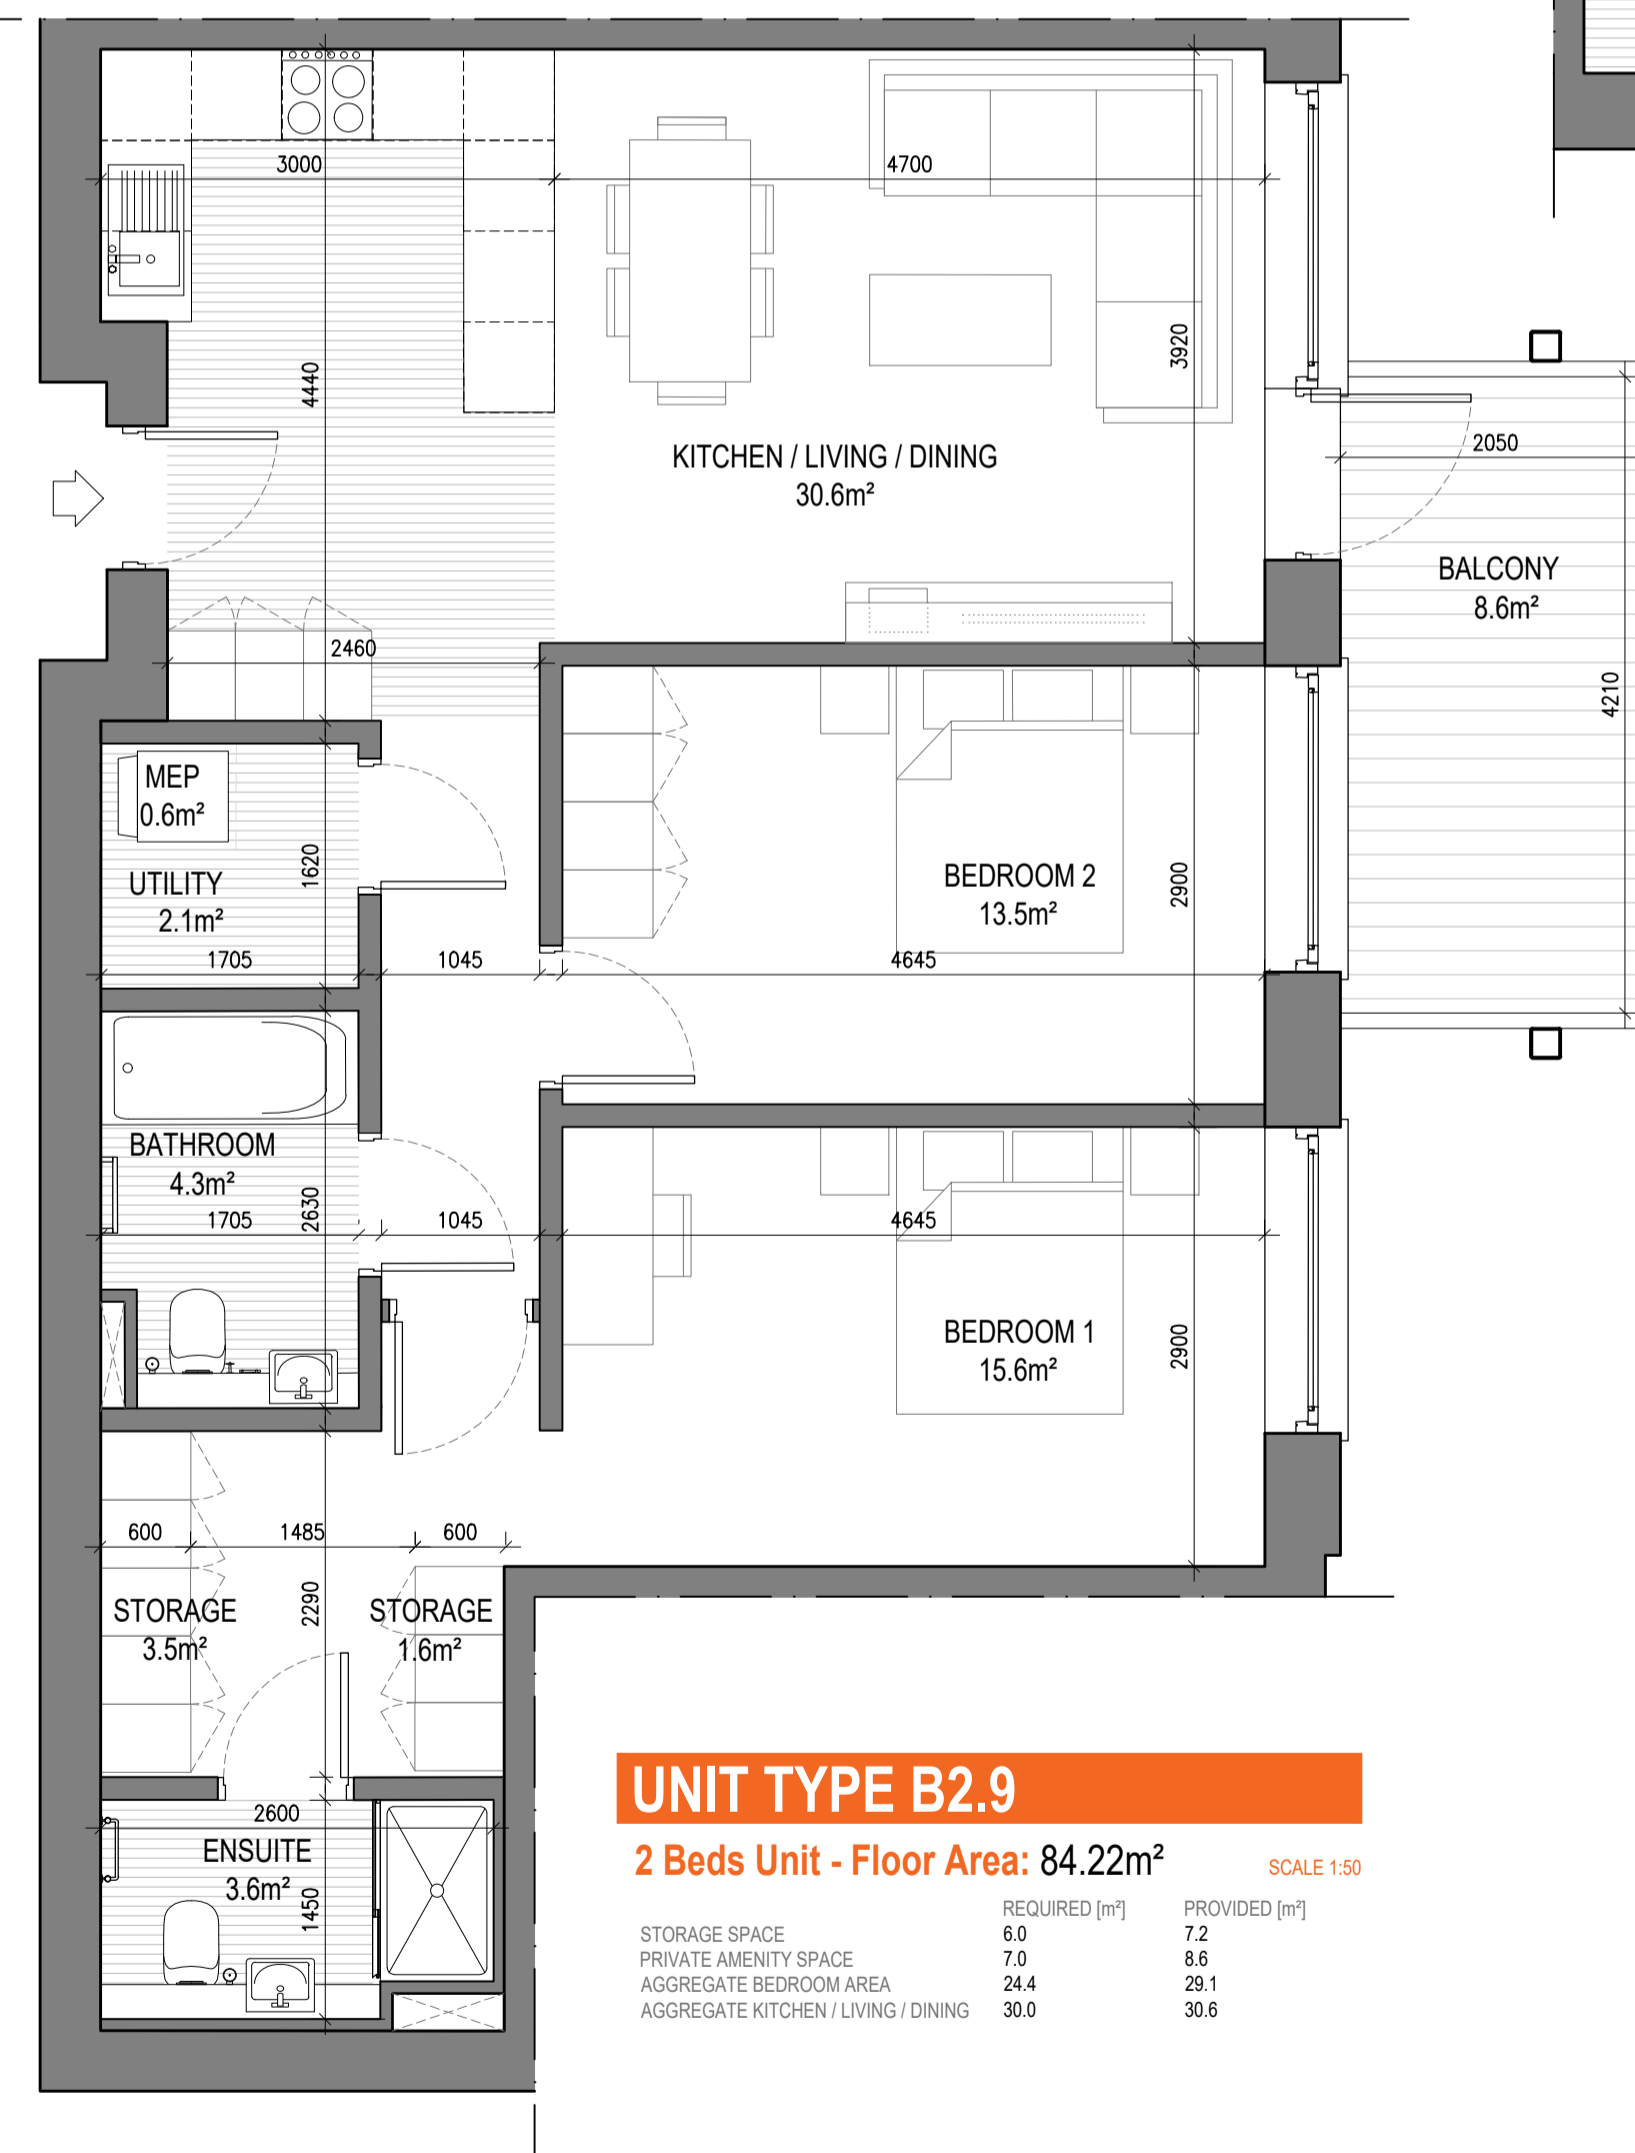 3000
4700
4440
3920
KITCHEN / LIVING / DINING
30.6m²
2050
BALCONY
8.6m²
4210
2460
MEP
0.6m²
UTILITY
2.1m²
1620
1705
1045
BEDROOM 2
13.5m²
2900
4645
BATHROOM
4.3m²
2630
1705
1045
4645
BEDROOM 1
15.6m²
2900
600
1485
600
STORAGE
3.5m²
2290
STORAGE
1.6m²
2600
ENSUITE
3.6m²
1450
UNIT TYPE B2.9
2 Beds Unit - Floor Area: 84.22m²
SCALE 1:50
REQUIRED [m²] PROVIDED [m²]
STORAGE SPACE 6.0 7.2
PRIVATE AMENITY SPACE 7.0 8.6
AGGREGATE BEDROOM AREA 24.4 29.1
AGGREGATE KITCHEN / LIVING / DINING 30.0 30.6